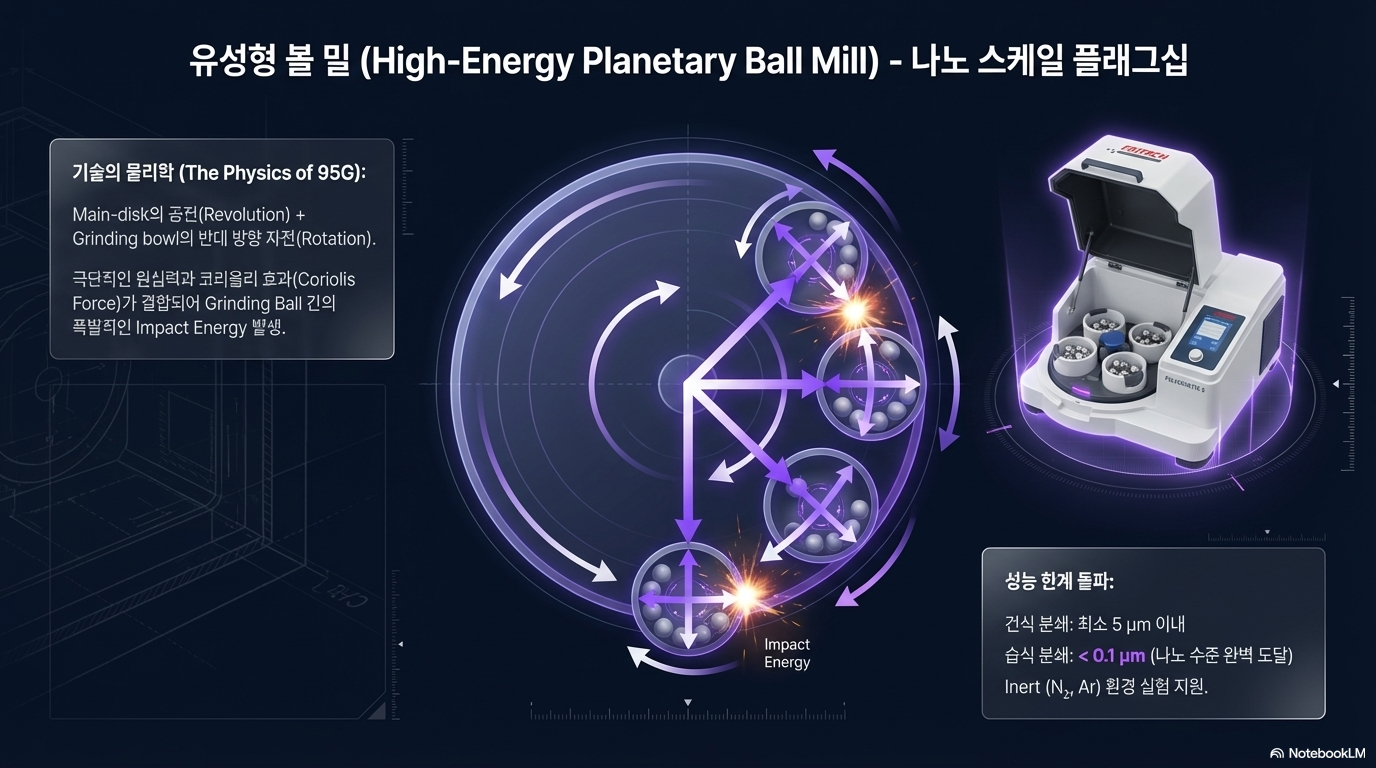 유성형 볼 밀 (High-Energy Planetary Ball Mill) - 나노 스케일 플래그십
기술의 물리학 (The Physics of 95G):
Main-disk의 공전(Revolution) +
Grinding bowl의 반대 방향 자전(Rotation).
극단적인 원심력과 코리올리 효과(Coriolis
Force)가 결합되어 Grinding Ball 간의
폭발적인 Impact Energy 발생.
Impact
Energy
성능 한계 돌파:
건식 분쇄: 최소 5 µm 이내
습식 분쇄: < 0.1 µm (나노 수준 완벽 도달)
Inert (N₂, Ar) 환경 실험 지원.
NotebookLM